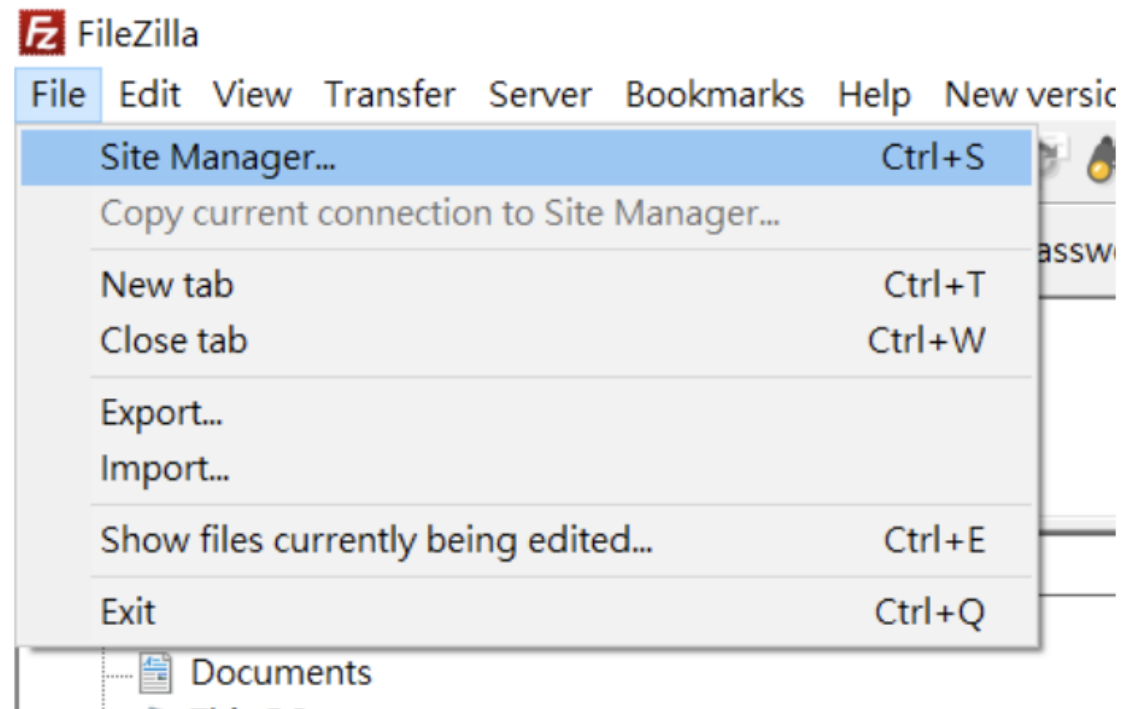 FileZilla
File Edit View Transfer Server Bookmarks Help New
Site Manager... Ctrl+S
Copy current connection to Site Manager...
New tab Ctrl+T
Close tab Ctrl+W
Export...
Import...
Show files currently being edited... Ctrl+E
Exit Ctrl+Q
Documents